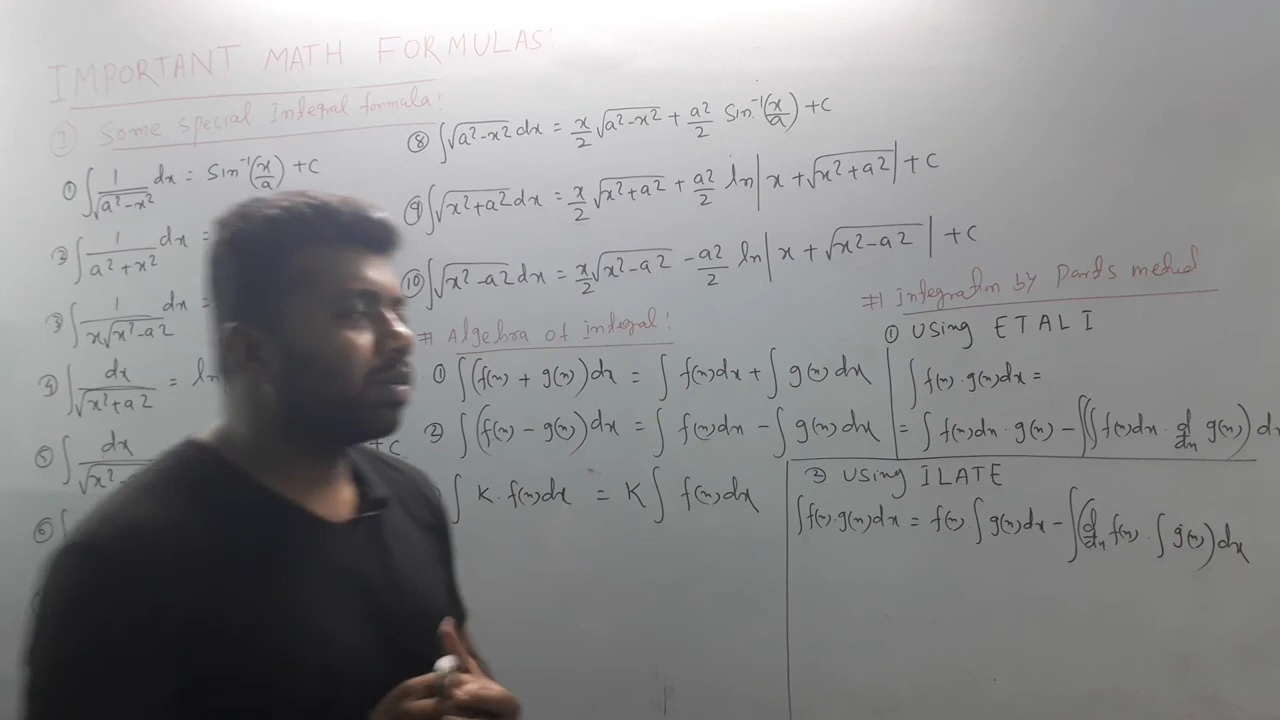 IMPORTANT MATH FORMULAS:
① Some special Integral formula:
① ∫ 1/√(a²-x²) dx = Sin⁻¹(x/a) + C
② ∫ 1/(a²+x²) dx =
③ ∫ 1/(x√(x²-a²)) dx =
④ ∫ dx/√(x²+a²) = ln
⑤ ∫ dx/√(x²-
+C
⑥ ∫
⑧ ∫√(a²-x²) dx = x/2 √(a²-x²) + a²/2 Sin⁻¹(x/a) + C
⑨ ∫√(x²+a²) dx = x/2 √(x²+a²) + a²/2 ln|x + √(x²+a²)| + C
⑩ ∫√(x²-a²) dx = x/2 √(x²-a²) - a²/2 ln|x + √(x²-a²)| + C
# Algebra of integral:
① ∫(f(x) + g(x))dx = ∫ f(x)dx + ∫ g(x)dx
② ∫(f(x) - g(x))dx = ∫ f(x)dx - ∫ g(x)dx
∫ K. f(x)dx = K ∫ f(x)dx
# Integration by parts method
① Using ETALI
∫ f(x) · g(x)dx =
= ∫ f(x)dx · g(x) - ∫(∫f(x)dx · d/dx g(x)) dx
② Using ILATE
∫f(x) · g(x)dx = f(x) · ∫ g(x)dx - ∫(d/dx f(x) · ∫ g(x))dx